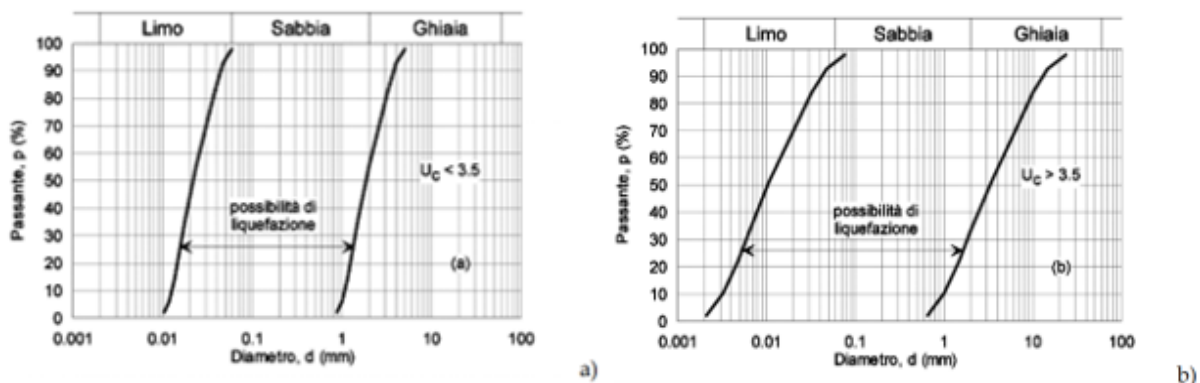 Limo Sabbia Ghiaia
100
90
80
70
60
50
40
30
20
10
0
Passante, p (%)
U_C < 3.5
possibilità di
liquefazione
(a)
0.001 0.01 0.1 1 10 100
Diametro, d (mm)
a)
Limo Sabbia Ghiaia
100
90
80
70
60
50
40
30
20
10
0
Passante, p (%)
U_C > 3.5
possibilità di
liquefazione
(b)
0.001 0.01 0.1 1 10 100
Diametro, d (mm)
b)